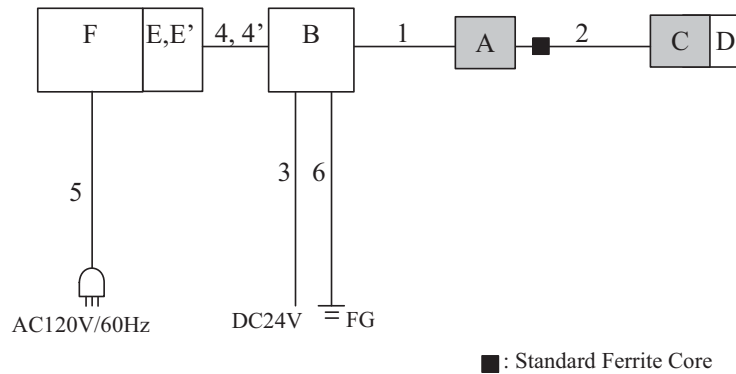 F E,E’ 4, 4’ B 1 A 2 C D
5 3 6
AC120V/60Hz DC24V FG
: Standard Ferrite Core